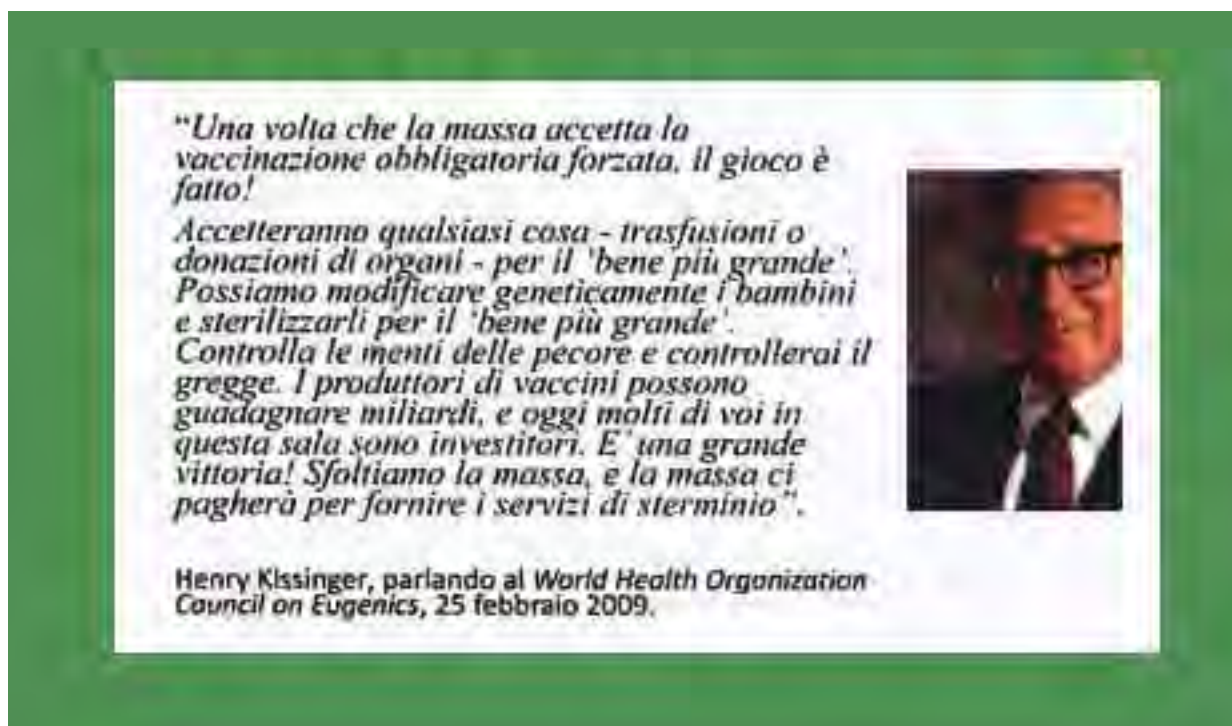 “Una volta che la massa accetta la
vaccinazione obbligatoria forzata, il gioco è
fatto!
Accetteranno qualsiasi cosa - trasfusioni o
donazioni di organi - per il 'bene più grande'.
Possiamo modificare geneticamente i bambini
e sterilizzarli per il 'bene più grande'.
Controlla le menti delle pecore e controllerai il
gregge. I produttori di vaccini possono
guadagnare miliardi, e oggi molti di voi in
questa sala sono investitori. E' una grande
vittoria! Sfoltiamo la massa, e la massa ci
pagherà per fornire i servizi di sterminio”.
Henry Kissinger, parlando al World Health Organization
Council on Eugenics, 25 febbraio 2009.